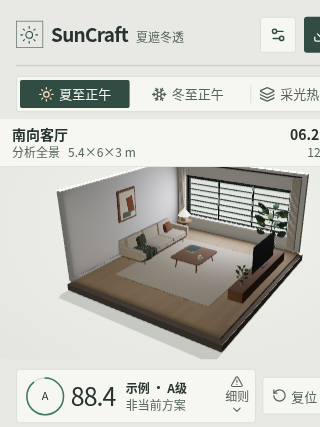 SunCraft 夏遮冬透
夏至正午 冬至正午 采光热
南向客厅 06.2
分析全景 5.4×6×3 m 12
A 88.4 示例 · A级 细则 复位
非当前方案